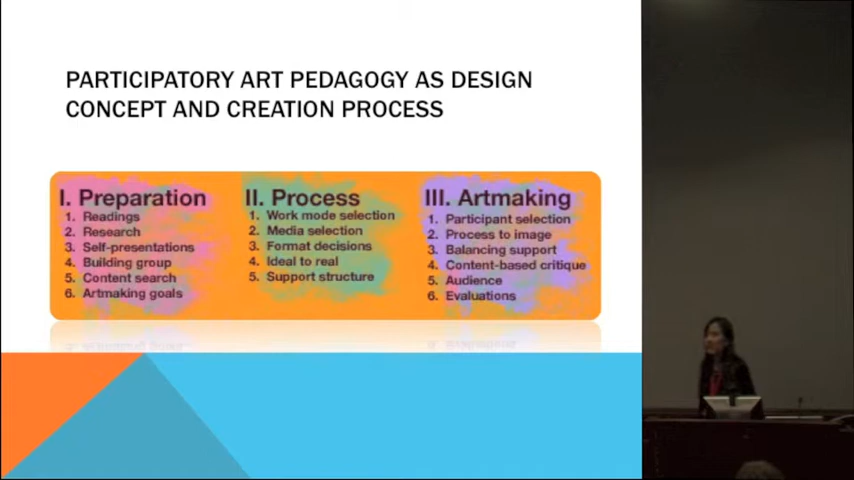 PARTICIPATORY ART PEDAGOGY AS DESIGN
CONCEPT AND CREATION PROCESS
I. Preparation
1. Readings
2. Research
3. Self-presentations
4. Building group
5. Content search
6. Artmaking goals
II. Process
1. Work mode selection
2. Media selection
3. Format decisions
4. Ideal to real
5. Support structure
III. Artmaking
1. Participant selection
2. Process to image
3. Balancing support
4. Content-based critique
5. Audience
6. Evaluations